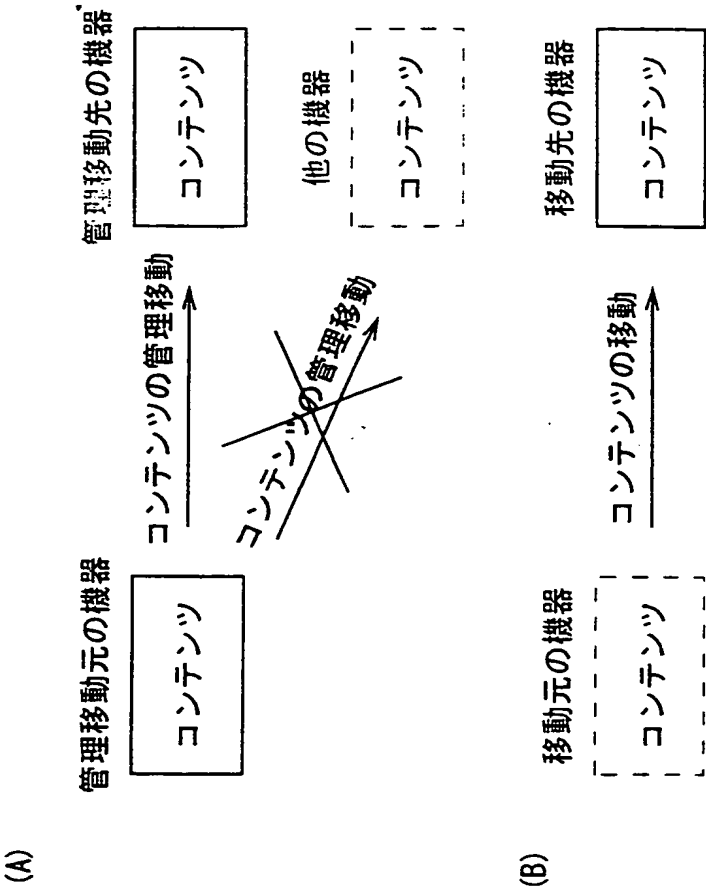 (A)
管理移動元の機器
コンテンツ
コンテンツの管理移動
管理移動先の機器
コンテンツ
コンテンツの管理移動
他の機器
コンテンツ
(B)
移動元の機器
コンテンツ
コンテンツの移動
移動先の機器
コンテンツ